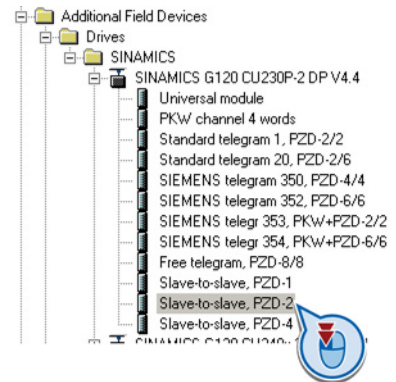 Additional Field Devices
Drives
SINAMICS
SINAMICS G120 CU230P-2 DP V4.4
Universal module
PKW channel 4 words
Standard telegram 1, PZD-2/2
Standard telegram 20, PZD-2/6
SIEMENS telegram 350, PZD-4/4
SIEMENS telegram 352, PZD-6/6
SIEMENS telegr 353, PKW+PZD-2/2
SIEMENS telegr 354, PKW+PZD-6/6
Free telegram, PZD-8/8
Slave-to-slave, PZD-1
Slave-to-slave, PZD-2
Slave-to-slave, PZD-4